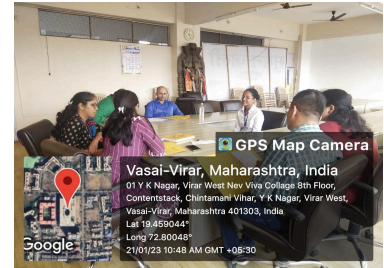 GPS Map Camera
Vasai-Virar, Maharashtra, India
01 Y K Nagar, Virar West Nev Viva Collage 8th Floor,
Contentstack, Chintamani Vihar, Y K Nagar, Virar West,
Vasai-Virar, Maharashtra 401303, India
Lat 19.459044°
Long 72.80048°
21/01/23 10:48 AM GMT +05:30
Google